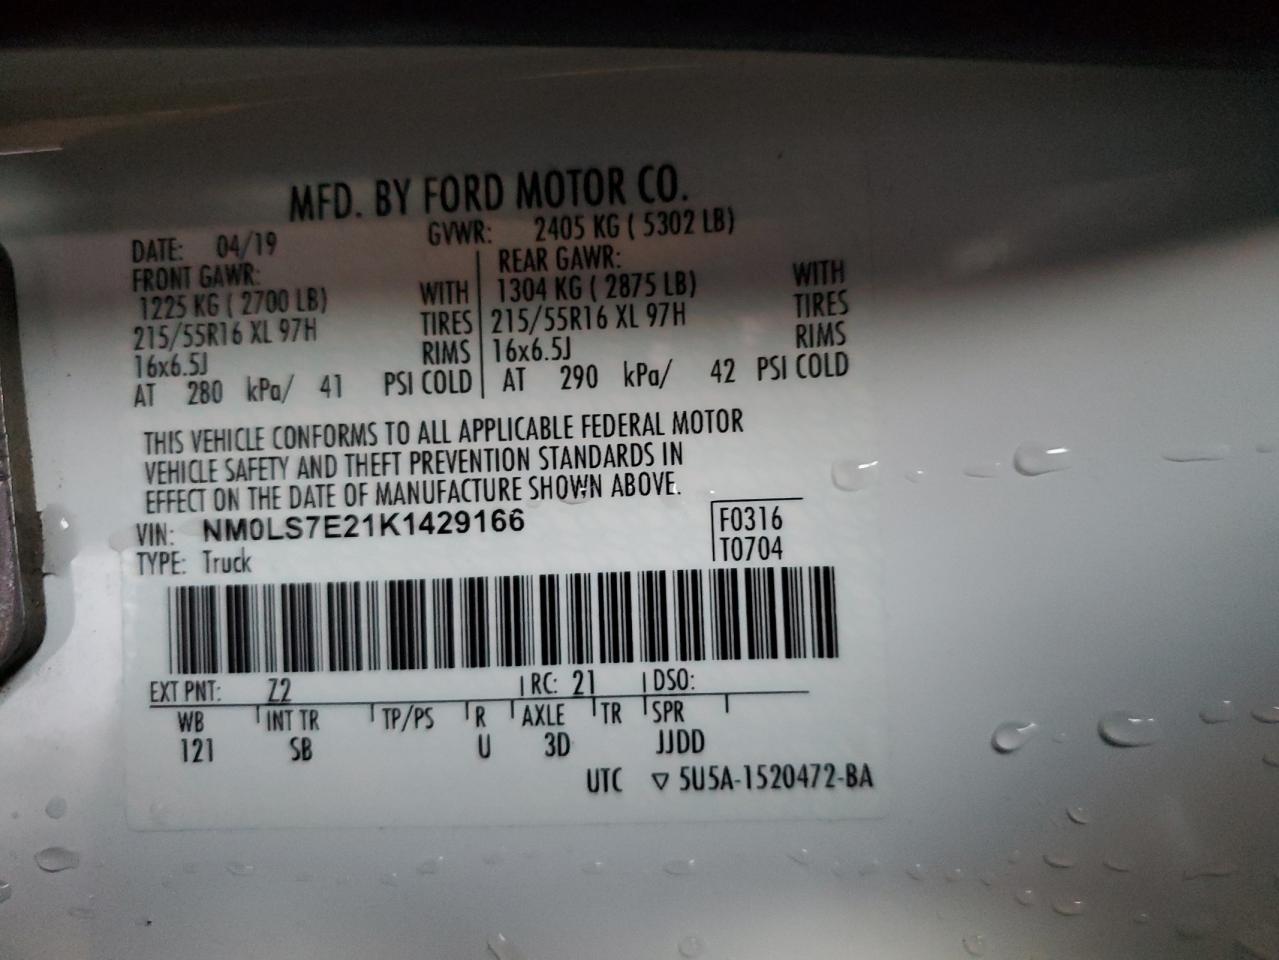 MFD. BY FORD MOTOR CO.
DATE: 04/19 GVWR: 2405 KG ( 5302 LB)
FRONT GAWR: REAR GAWR:
1225 KG ( 2700 LB) WITH 1304 KG ( 2875 LB) WITH
215/55R16 XL 97H TIRES 215/55R16 XL 97H TIRES
16x6.5J RIMS 16x6.5J RIMS
AT 280 kPa/ 41 PSI COLD AT 290 kPa/ 42 PSI COLD
THIS VEHICLE CONFORMS TO ALL APPLICABLE FEDERAL MOTOR
VEHICLE SAFETY AND THEFT PREVENTION STANDARDS IN
EFFECT ON THE DATE OF MANUFACTURE SHOWN ABOVE.
VIN: NM0LS7E21K1429166 F0316
TYPE: Truck T0704
EXT PNT: Z2 RC: 21 DSO:
WB INT TR TP/PS R AXLE TR SPR
121 SB U 3D JJDD
UTC ▽ 5U5A-1520472-BA